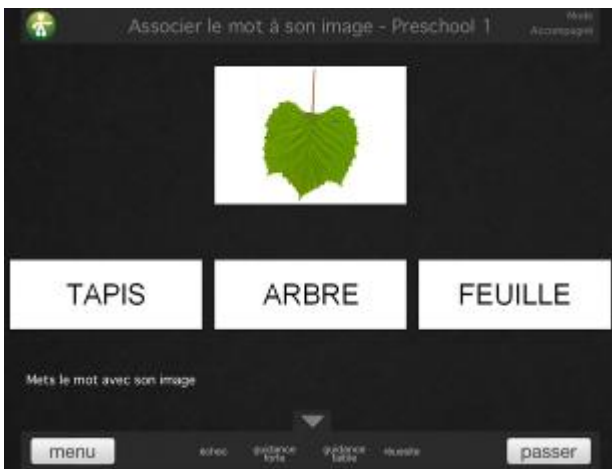 Associer le mot à son image - Preschool 1
Mode
Accompagné
TAPIS
ARBRE
FEUILLE
Mets le mot avec son image
menu
échec
guidance
forte
guidance
faible
réussite
passer